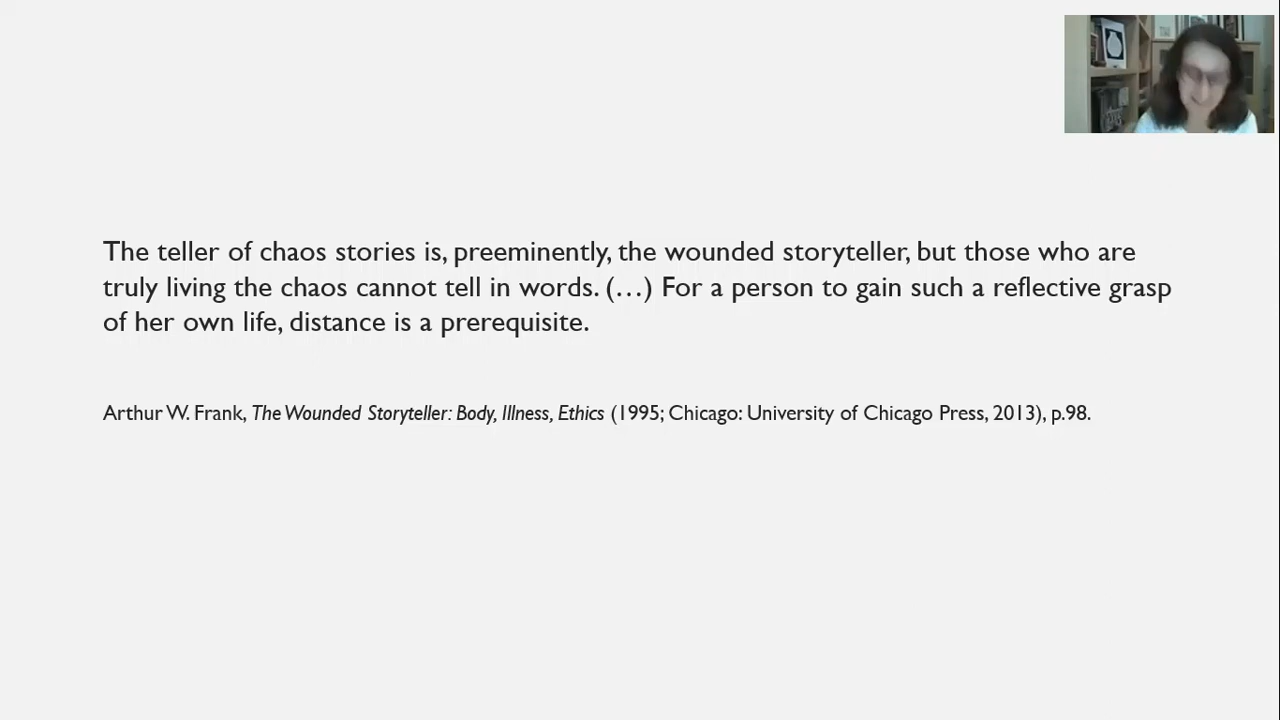 The teller of chaos stories is, preeminently, the wounded storyteller, but those who are
truly living the chaos cannot tell in words. (…) For a person to gain such a reflective grasp
of her own life, distance is a prerequisite.
Arthur W. Frank, The Wounded Storyteller: Body, Illness, Ethics (1995; Chicago: University of Chicago Press, 2013), p.98.